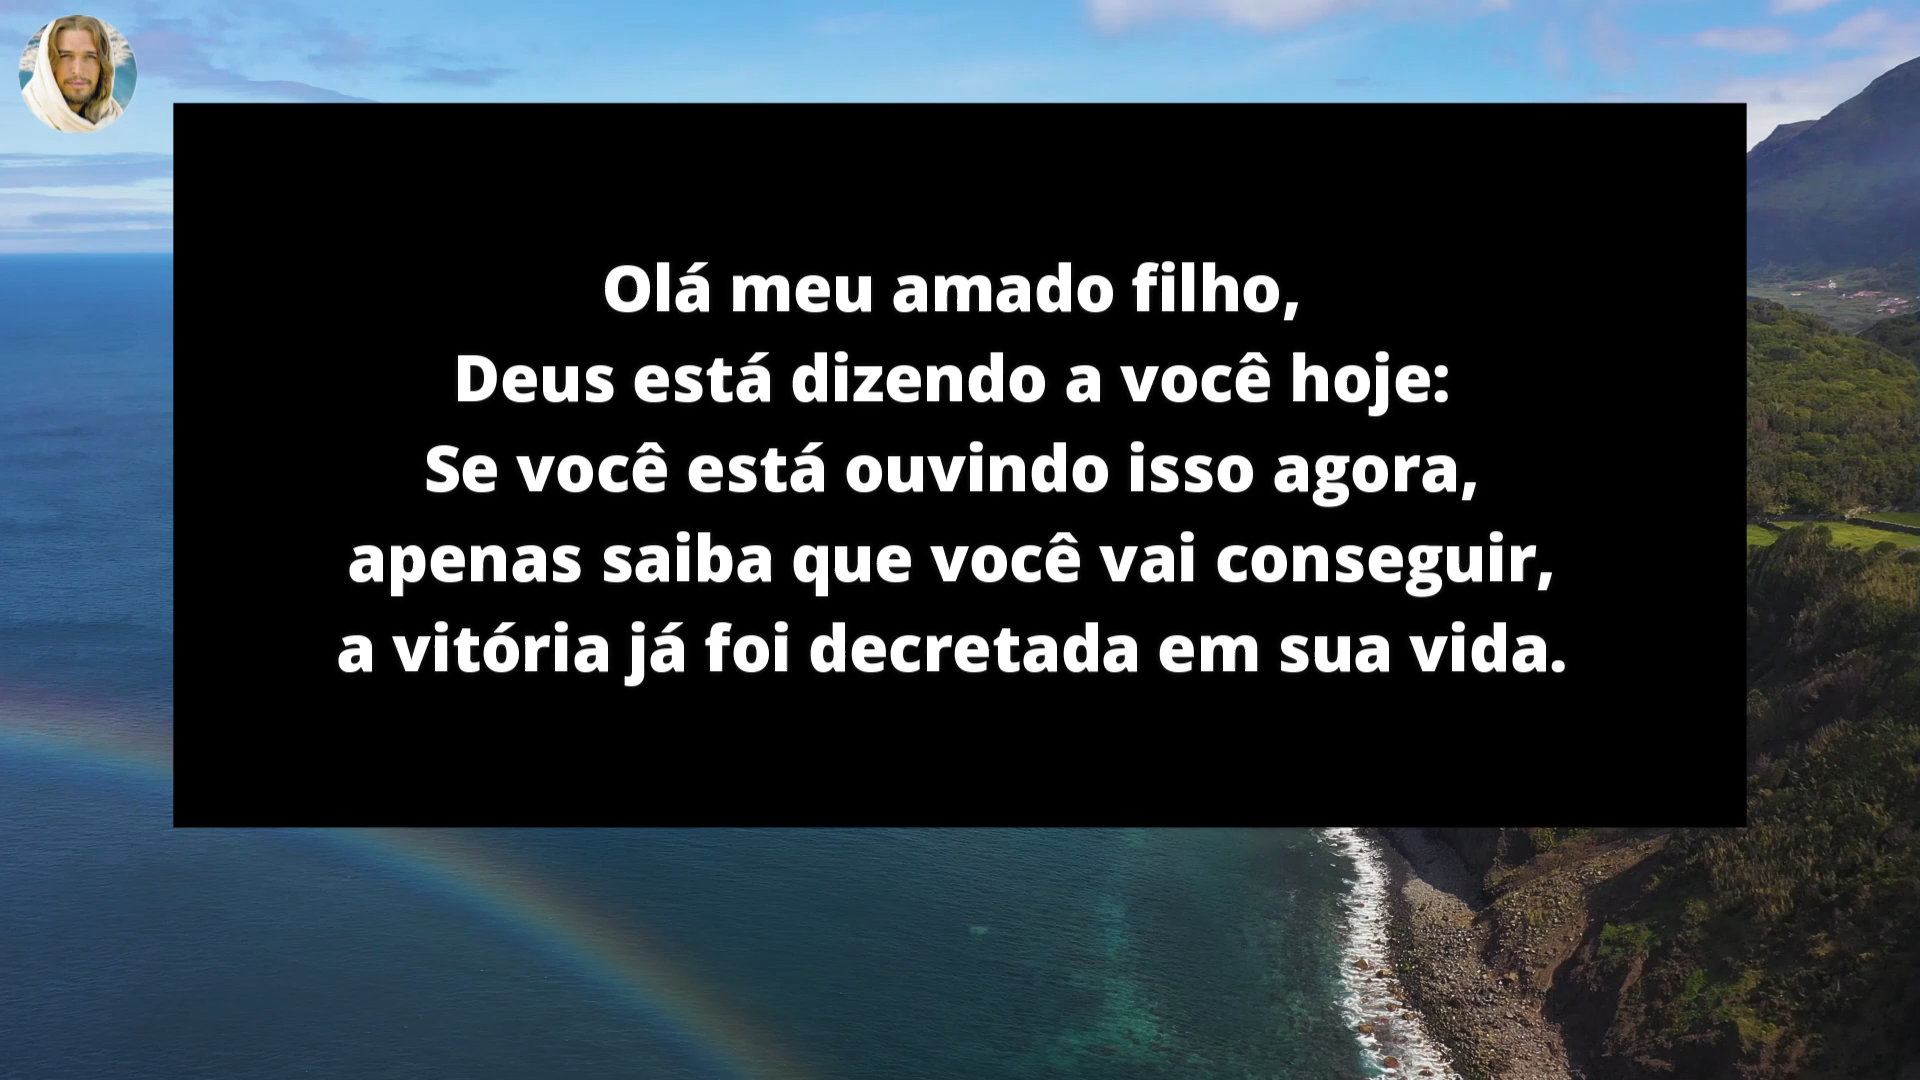 Olá meu amado filho,
Deus está dizendo a você hoje:
Se você está ouvindo isso agora,
apenas saiba que você vai conseguir,
a vitória já foi decretada em sua vida.